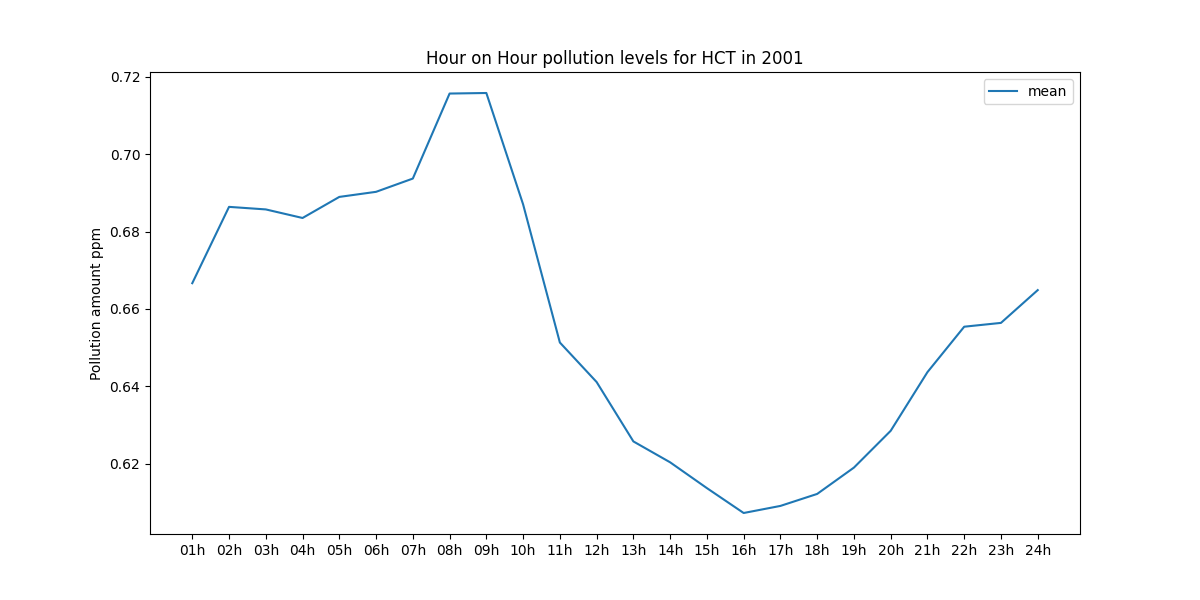 Hour on Hour pollution levels for HCT in 2001
mean
Pollution amount ppm
0.72
0.70
0.68
0.66
0.64
0.62
01h 02h 03h 04h 05h 06h 07h 08h 09h 10h 11h 12h 13h 14h 15h 16h 17h 18h 19h 20h 21h 22h 23h 24h